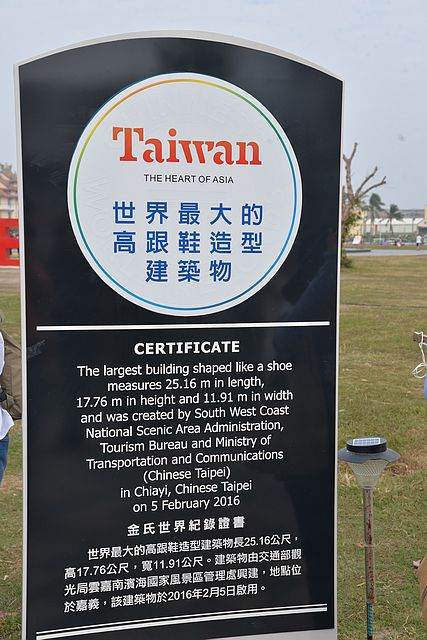 Taiwan
THE HEART OF ASIA
世界最大的
高跟鞋造型
建築物
CERTIFICATE
The largest building shaped like a shoe
measures 25.16 m in length,
17.76 m in height and 11.91 m in width
and was created by South West Coast
National Scenic Area Administration,
Tourism Bureau and Ministry of
Transportation and Communications
(Chinese Taipei)
in Chiayi, Chinese Taipei
on 5 February 2016
金氏世界紀錄證書
世界最大的高跟鞋造型建築物長25.16公尺，
高17.76公尺，寬11.91公尺。建築物由交通部觀
光局雲嘉南濱海國家風景區管理處興建，地點位
於嘉義，該建築物於2016年2月5日啟用。